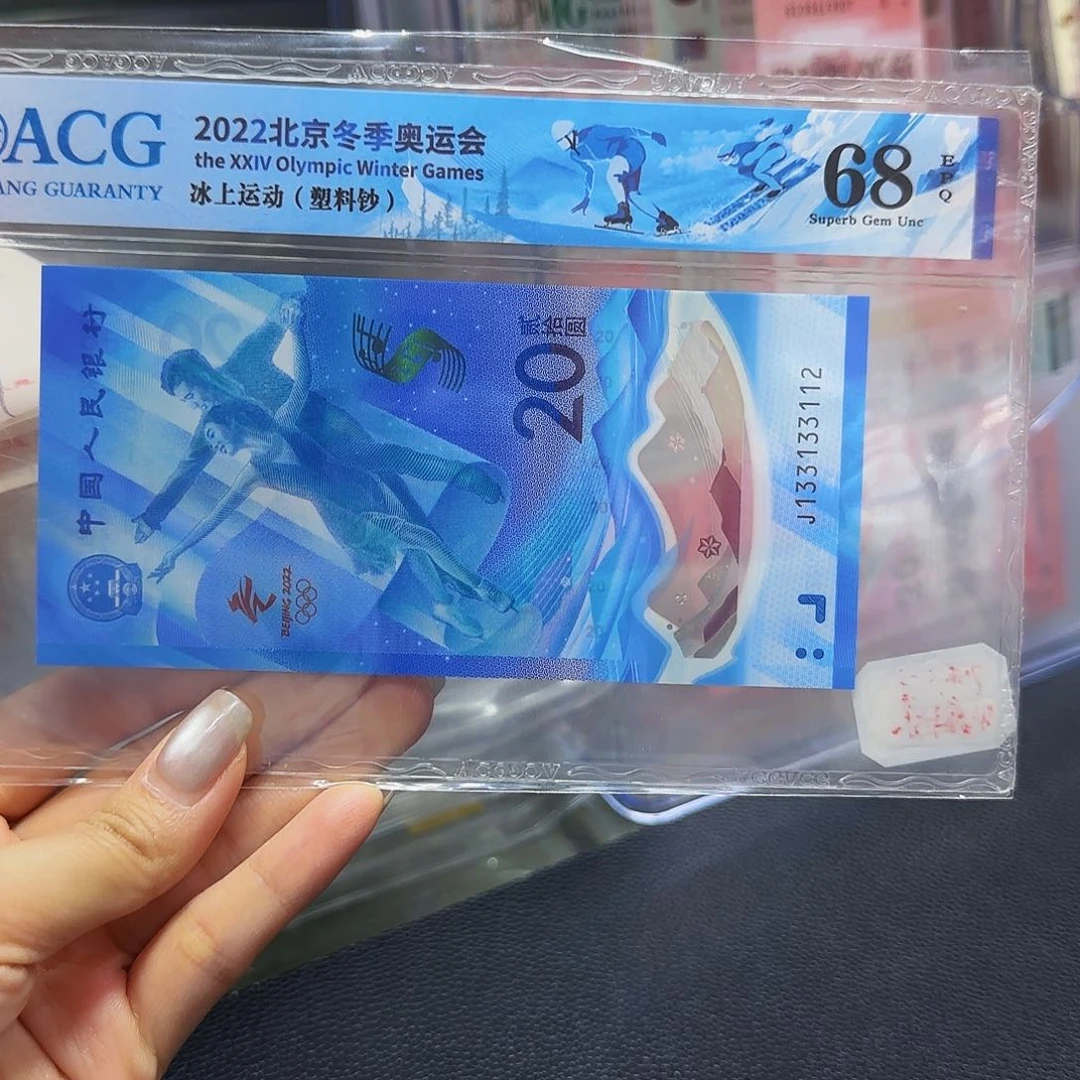 ACG
ANG GUARANTY
2022北京冬季奥运会
the XXIV Olympic Winter Games
冰上运动（塑料钞）
68
EPQ
Superb Gem Unc
中国人民银行
贰拾圆
20
BEIJING 2022
J133133112